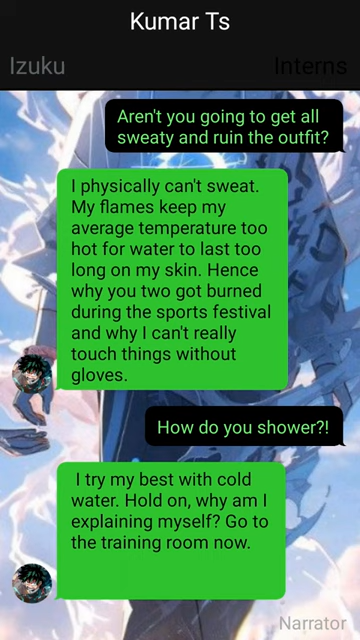 Kumar Ts
Izuku
Interns
Aren't you going to get all
sweaty and ruin the outfit?
I physically can't sweat.
My flames keep my
average temperature too
hot for water to last too
long on my skin. Hence
why you two got burned
during the sports festival
and why I can't really
touch things without
gloves.
How do you shower?!
I try my best with cold
water. Hold on, why am I
explaining myself? Go to
the training room now.
Narrator